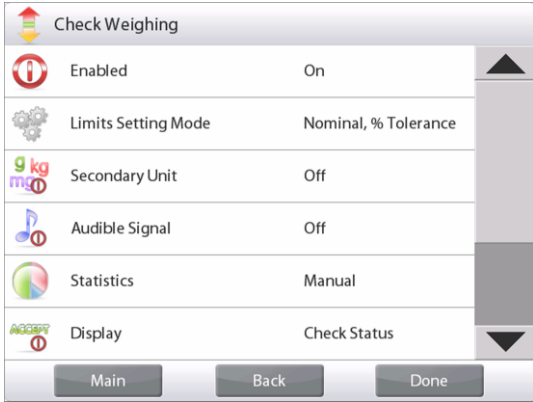 Check Weighing
Enabled On
Limits Setting Mode Nominal, % Tolerance
g kg
mg
Secondary Unit Off
Audible Signal Off
Statistics Manual
ACCEPT
Display Check Status
Main Back Done